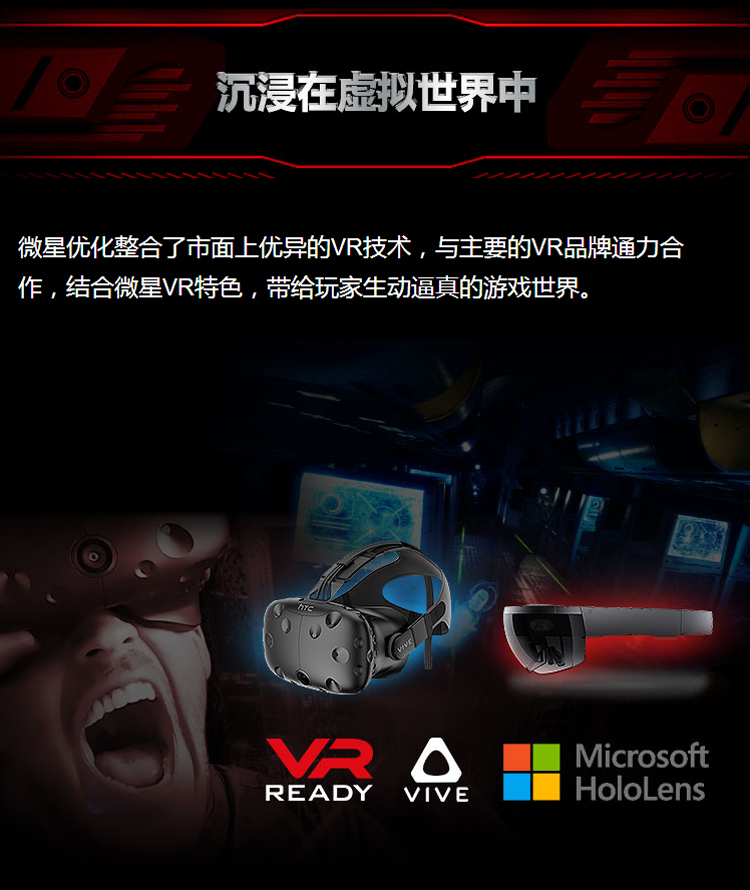 沉浸在虚拟世界中
微星优化整合了市面上优异的VR技术，与主要的VR品牌通力合
作，结合微星VR特色，带给玩家生动逼真的游戏世界。
hTC
VIVE
VR
READY
VIVE
Microsoft
HoloLens